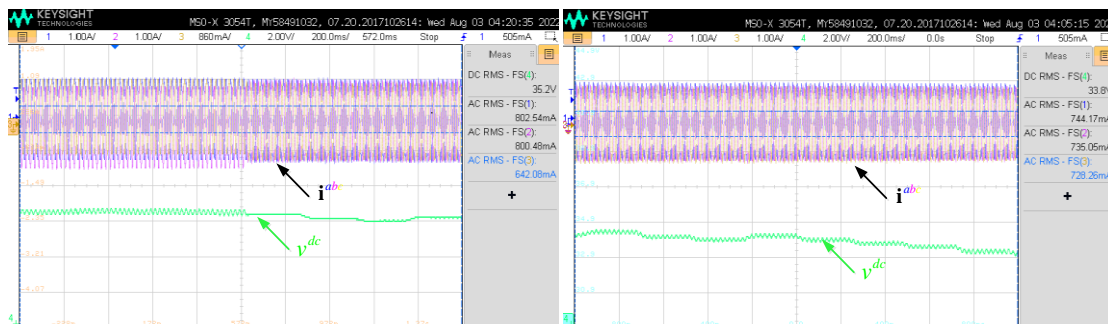 KEYSIGHT
TECHNOLOGIES
MSO-X 3054T, MY58491032, 07.20.2017102614: Wed Aug 03 04:20:35 2022
1 1.00A/ 2 1.00A/ 3 860mA/ 4 2.00V/ 200.0ms/ 572.0ms Stop 1 505mA
Meas
DC RMS - FS(4):
35.2V
AC RMS - FS(1):
802.54mA
AC RMS - FS(2):
800.48mA
AC RMS - FS(3):
642.08mA
+
i^abc
v^dc
KEYSIGHT
TECHNOLOGIES
MSO-X 3054T, MY58491032, 07.20.2017102614: Wed Aug 03 04:05:15 202
1 1.00A/ 2 1.00A/ 3 1.00A/ 4 2.00V/ 200.0ms/ 0.0s Stop 1 505mA
Meas
DC RMS - FS(4):
33.8V
AC RMS - FS(1):
744.17mA
AC RMS - FS(2):
735.05mA
AC RMS - FS(3):
728.26mA
+
i^abc
v^dc